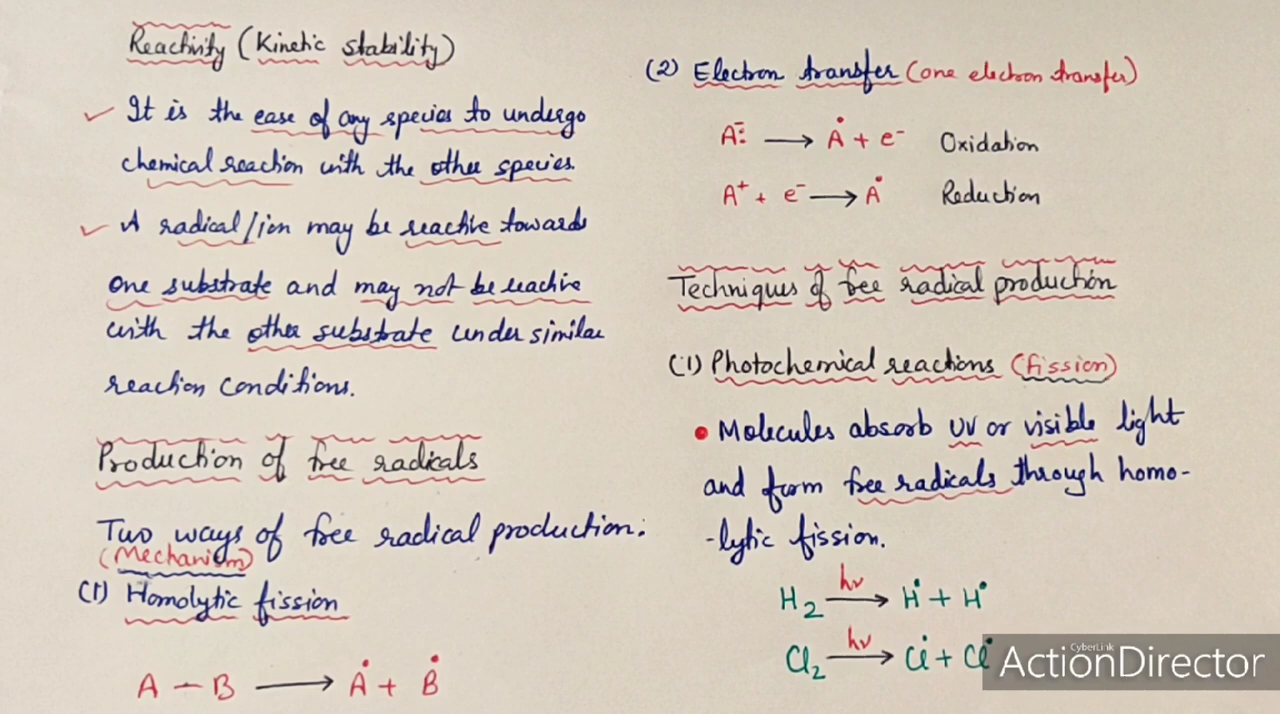 Reactivity (Kinetic stability)
It is the ease of any species to undergo
chemical reaction with the other species.
A radical/ion may be reactive towards
one substrate and may not be reactive
with the other substrate under similar
reaction conditions.
Production of free radicals
Two ways of free radical production:
(Mechanism)
(1) Homolytic fission
A – B ⟶ Ȧ + Ḃ
(2) Electron transfer (one electron transfer)
A:⁻ ⟶ Ȧ + e⁻ Oxidation
A⁺ + e⁻ ⟶ Ȧ Reduction
Techniques of free radical production
(1) Photochemical reactions (fission)
• Molecules absorb UV or visible light
and form free radicals through homo-
-lytic fission.
hν
H₂ ⟶ Ḣ + Ḣ
hν
Cl₂ ⟶ Cl̇ + Cl̇
CyberLink
ActionDirector